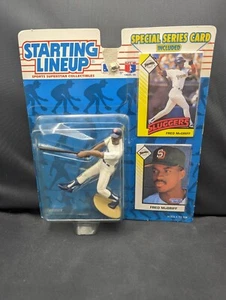 STARTING
LINEUP
SPORTS SUPERSTAR COLLECTIBLES
SPECIAL SERIES CARD
INCLUDED
SLUGGERS
FRED McGRIFF
FRED McGRIFF